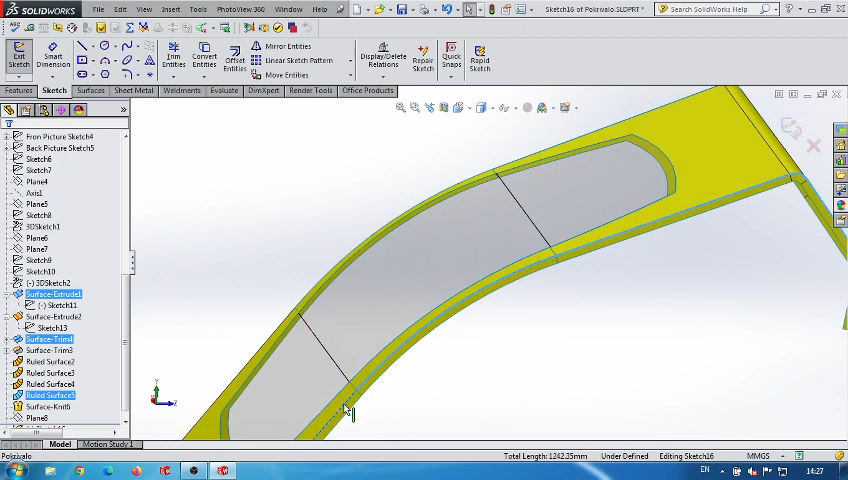 SOLIDWORKS File Edit View Insert Tools PhotoView 360 Window Help Sketch16 of Pokrivalo.SLDPRT * Search SOLIDWORKS Help
Exit Sketch
Smart Dimension
Trim Entities
Convert Entities
Offset Entities
Mirror Entities
Linear Sketch Pattern
Move Entities
Display/Delete Relations
Repair Sketch
Quick Snaps
Rapid Sketch
Features Sketch Surfaces Sheet Metal Weldments Evaluate DimXpert Render Tools Office Products
Fron Picture Sketch4
Back Picture Sketch5
Sketch6
Sketch7
Plane4
Axis1
Plane5
Sketch8
3DSketch1
Plane6
Plane7
Sketch9
Sketch10
(-) 3DSketch2
Surface-Extrude1
(-) Sketch11
Surface-Extrude2
Sketch13
Surface-Trim4
Surface-Trim3
Ruled Surface2
Ruled Surface3
Ruled Surface4
Ruled Surface5
Surface-Knit6
Plane8
Y
Z
Model Motion Study 1
Pokrivalo Total Length: 1242.35mm Under Defined Editing Sketch16 MMGS
EN 14:27